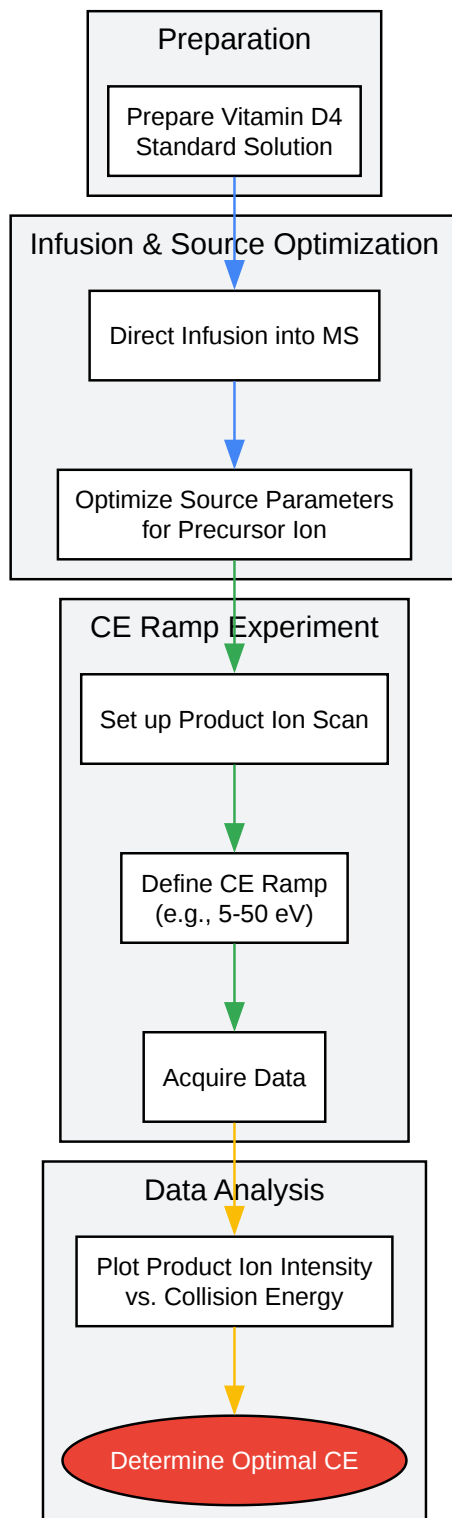 Preparation
Prepare Vitamin D4
Standard Solution
Infusion & Source Optimization
Direct Infusion into MS
Optimize Source Parameters
for Precursor Ion
CE Ramp Experiment
Set up Product Ion Scan
Define CE Ramp
(e.g., 5-50 eV)
Acquire Data
Data Analysis
Plot Product Ion Intensity
vs. Collision Energy
Determine Optimal CE